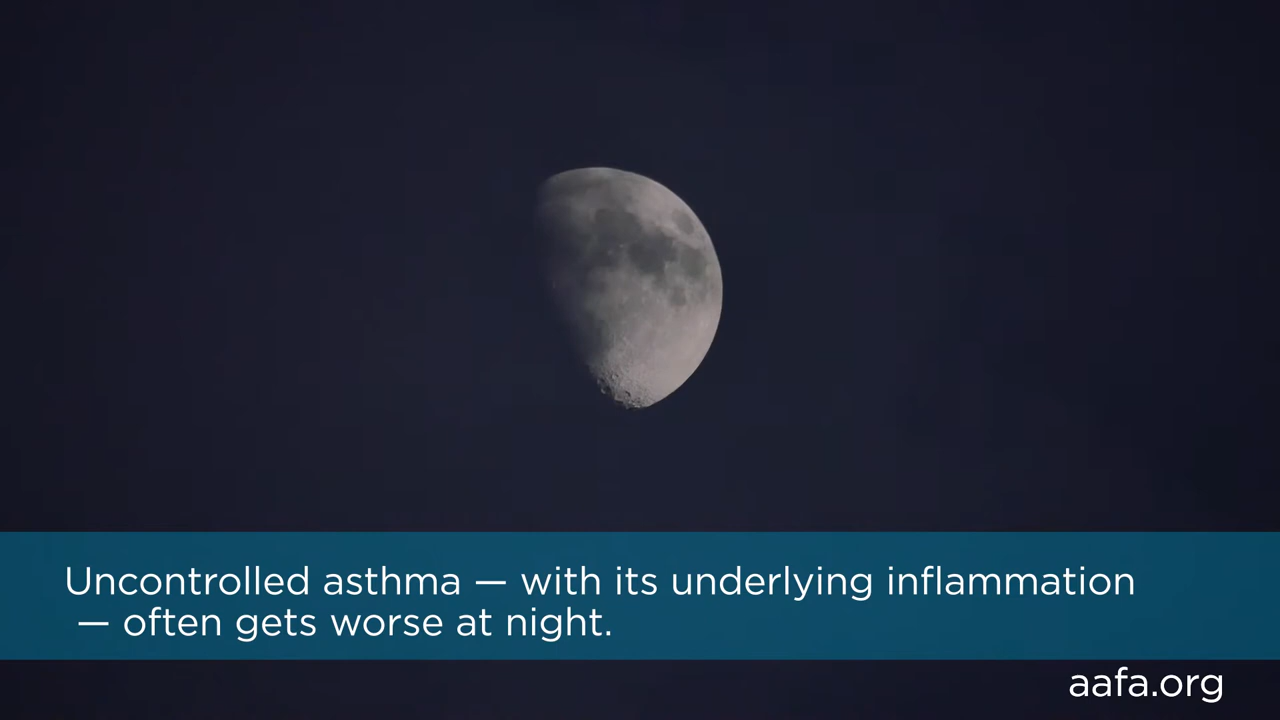 Uncontrolled asthma — with its underlying inflammation
— often gets worse at night.
aafa.org